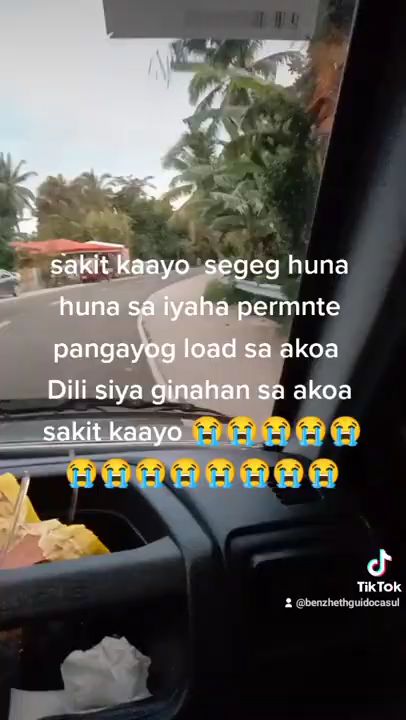 sakit kaayo segeg huna
huna sa iyaha permnte
pangayog load sa akoa
Dili siya ginahan sa akoa
sakit kaayo 😭😭😭😭😭
😭😭😭😭😭😭😭😭
TikTok
@benzhethguidocasul